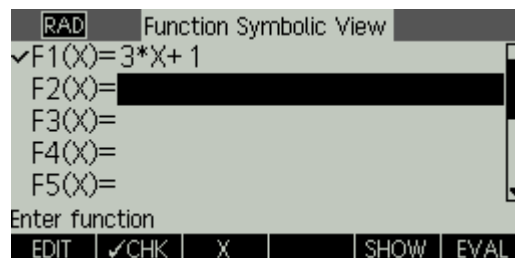 RAD Function Symbolic View
✓F1(X)=3*X+1
F2(X)=
F3(X)=
F4(X)=
F5(X)=
Enter function
EDIT ✓CHK X SHOW EVAL